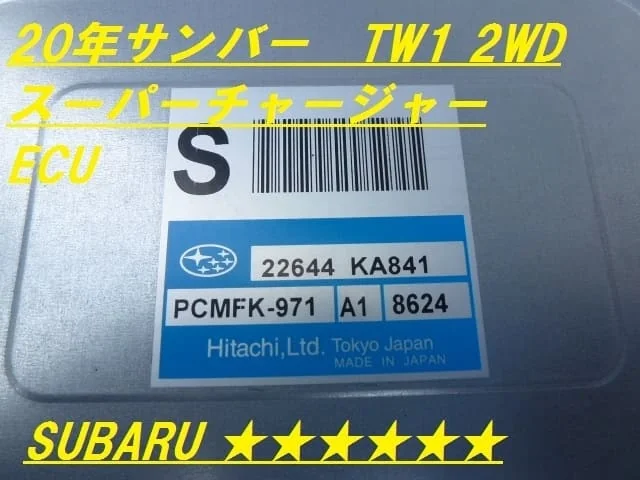 20年サンバー　TW1 2WD
スーパーチャージャー
ECU
S
22644 KA841
PCMFK-971 A1 8624
Hitachi,Ltd. Tokyo Japan
MADE IN JAPAN
SUBARU ★★★★★★